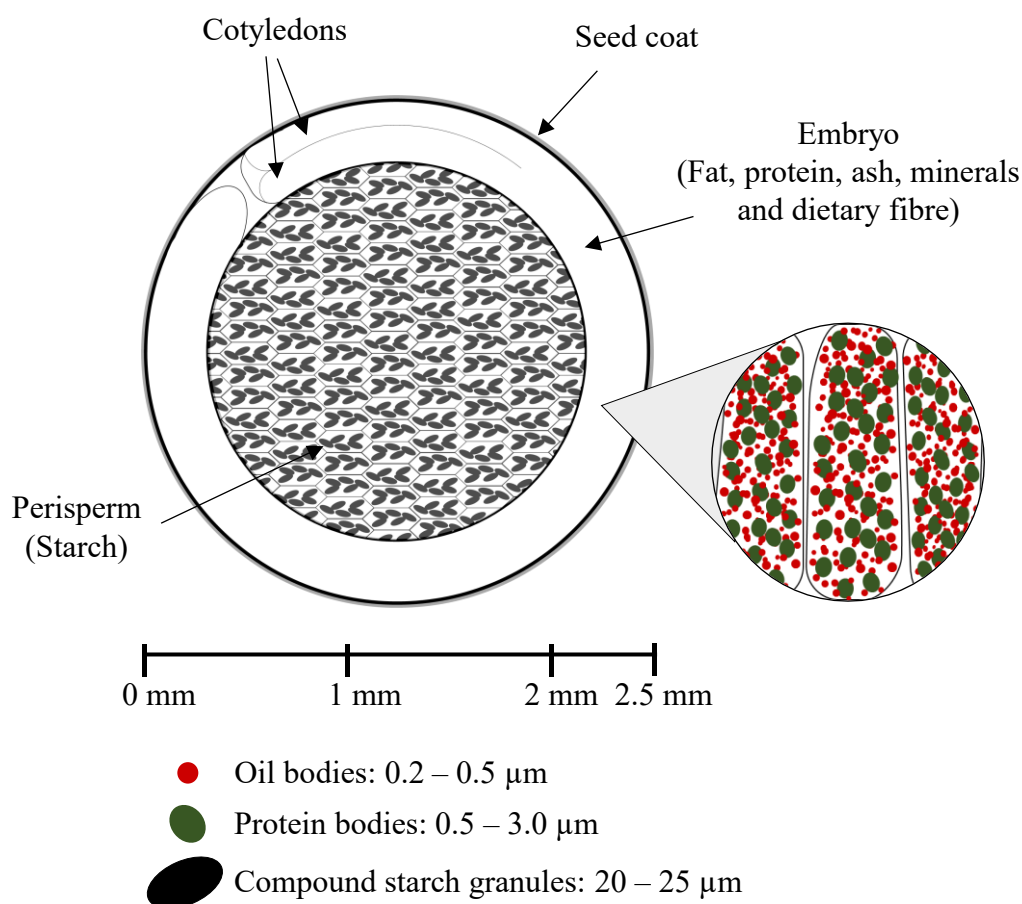 Cotyledons
Seed coat
Embryo
(Fat, protein, ash, minerals
and dietary fibre)
Perisperm
(Starch)
0 mm 1 mm 2 mm 2.5 mm
Oil bodies: 0.2 – 0.5 µm
Protein bodies: 0.5 – 3.0 µm
Compound starch granules: 20 – 25 µm